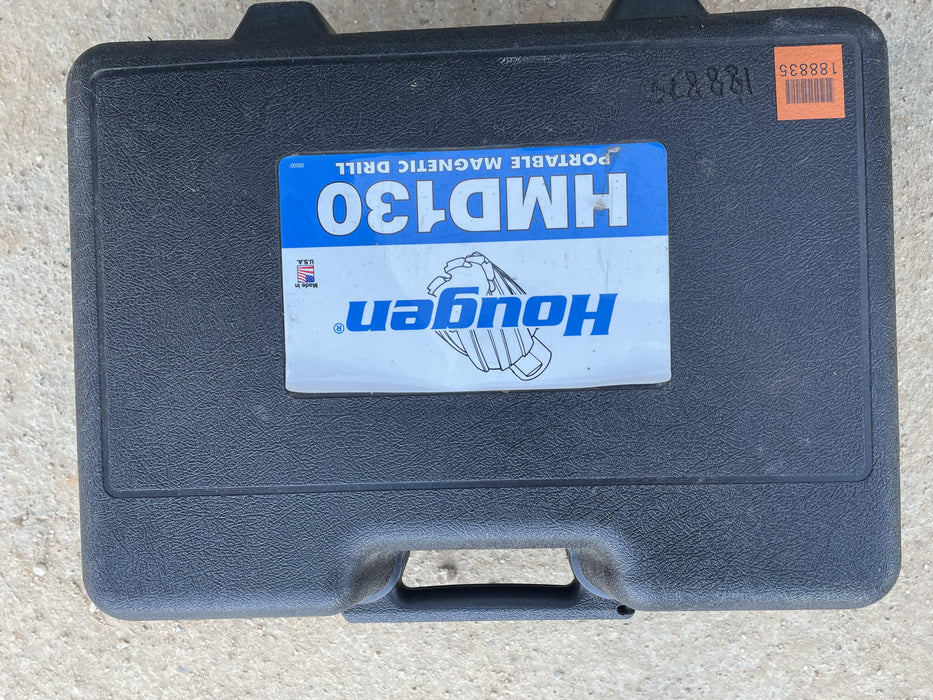 Hougen®
Made in
U.S.A.
HMD130
PORTABLE MAGNETIC DRILL
188835
188835